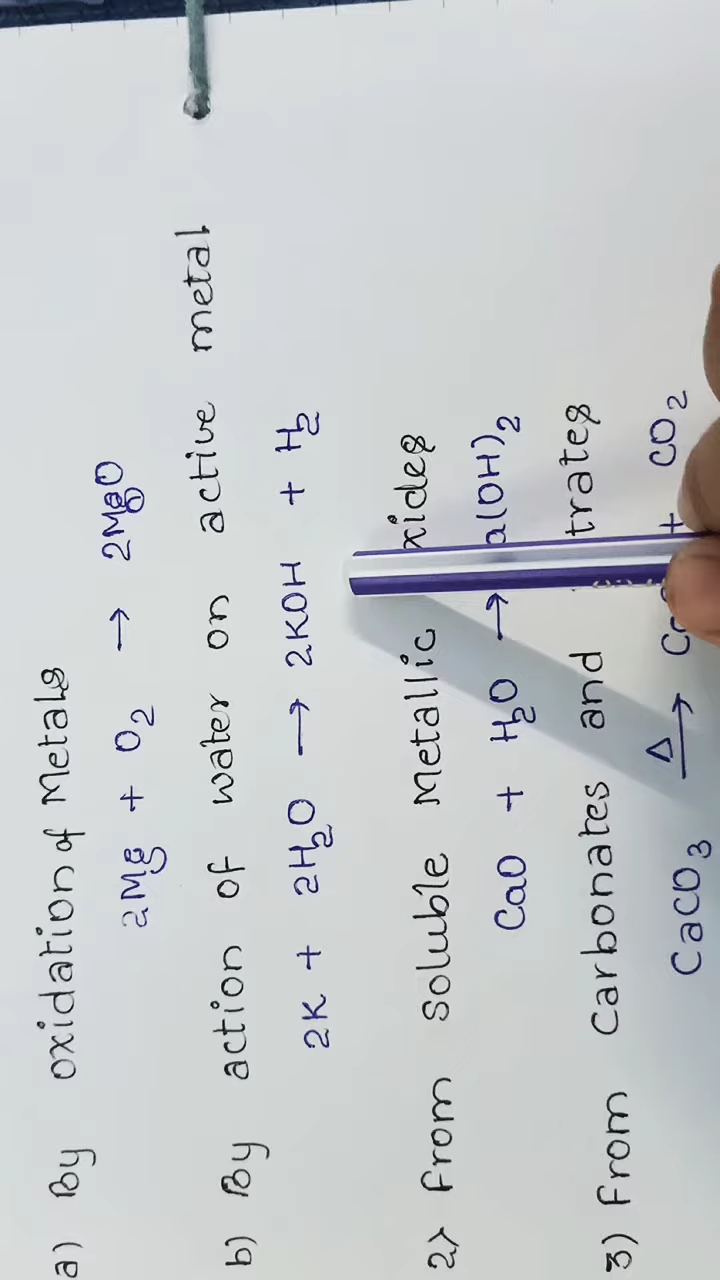 a) By oxidation of Metals
2Mg + O₂ → 2MgO
b) By action of water on active metal
2K + 2H₂O → 2KOH + H₂
2) From soluble Metallic xides
CaO + H₂O → a(OH)₂
3) From Carbonates and trates
CaCO₃ Δ→ + CO₂